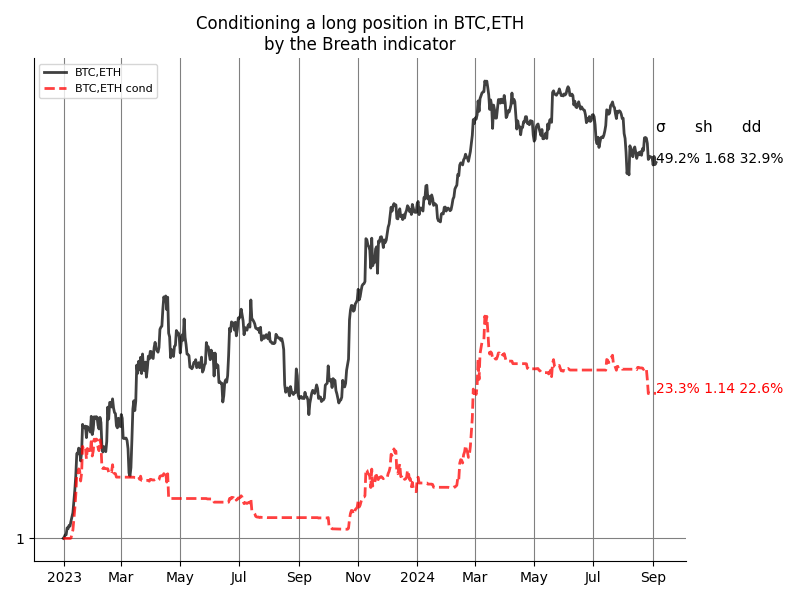 Conditioning a long position in BTC,ETH
by the Breath indicator
BTC,ETH
BTC,ETH cond
σ sh dd
49.2% 1.68 32.9%
23.3% 1.14 22.6%
1
2023 Mar May Jul Sep Nov 2024 Mar May Jul Sep